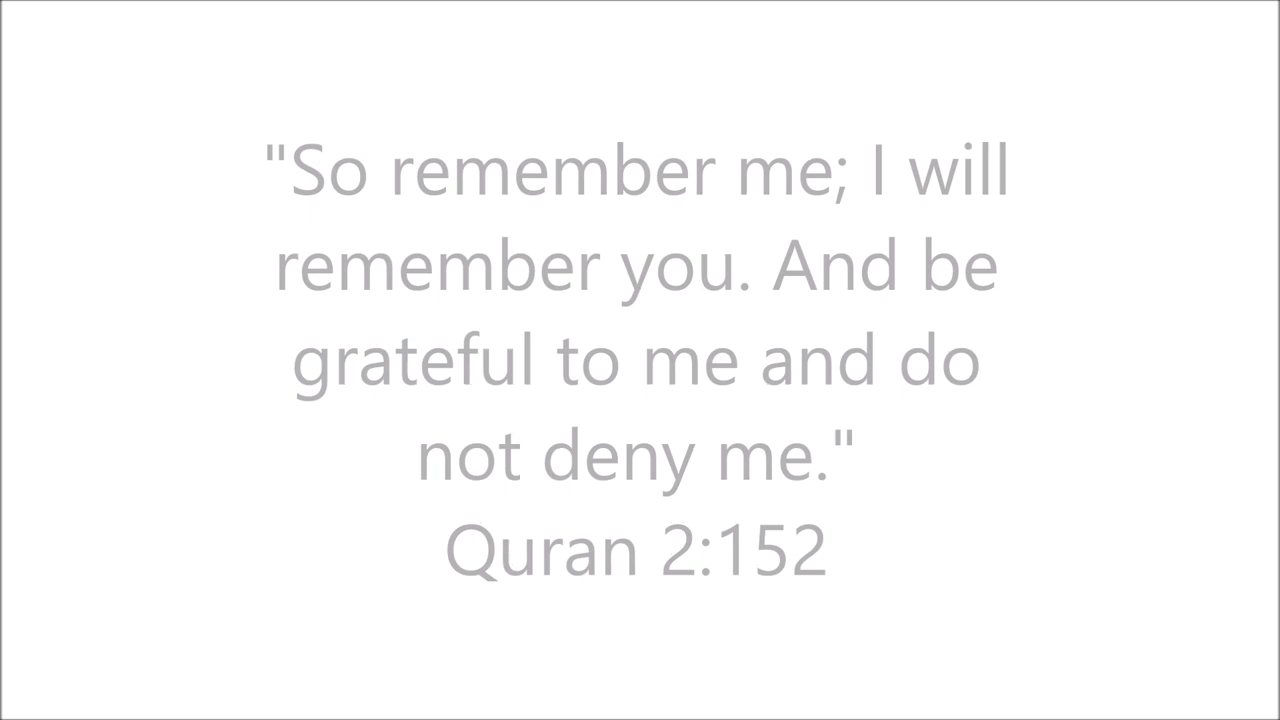 "So remember me; I will
remember you. And be
grateful to me and do
not deny me."
Quran 2:152